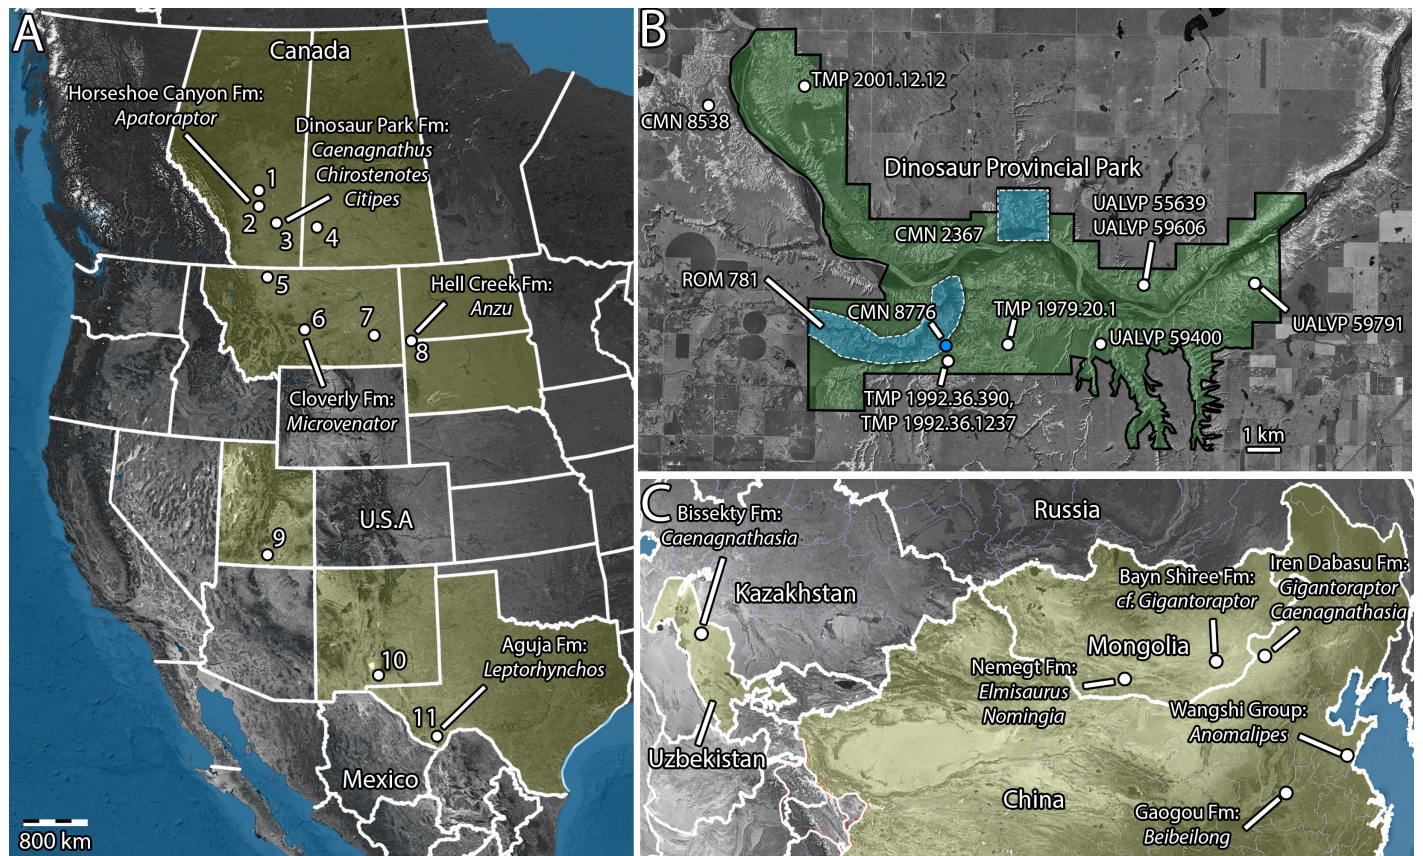 A
Canada
Horseshoe Canyon Fm:
Apatoraptor
Dinosaur Park Fm:
Caenagnathus
Chirostenotes
Citipes
1
2
3
4
5
6
7
8
Hell Creek Fm:
Anzu
Cloverly Fm:
Microvenator
U.S.A
9
10
11
Aguja Fm:
Leptorhynchos
Mexico
800 km
B
TMP 2001.12.12
CMN 8538
Dinosaur Provincial Park
UALVP 55639
UALVP 59606
CMN 2367
ROM 781
CMN 8776
TMP 1979.20.1
UALVP 59791
UALVP 59400
TMP 1992.36.390,
TMP 1992.36.1237
1 km
C
Bissekty Fm:
Caenagnathasia
Russia
Kazakhstan
Bayn Shiree Fm:
cf. Gigantoraptor
Iren Dabasu Fm:
Gigantoraptor
Caenagnathasia
Mongolia
Nemegt Fm:
Elmisaurus
Nomingia
Wangshi Group:
Anomalipes
Uzbekistan
China
Gaogou Fm:
Beibeilong